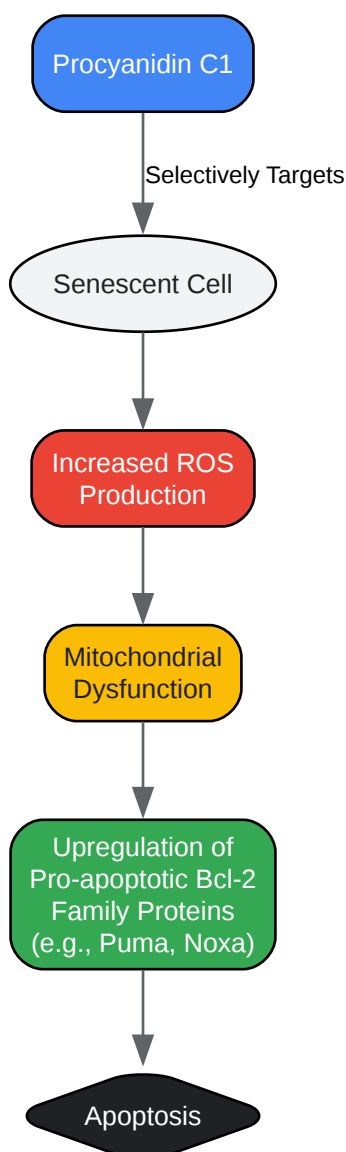 Procyanidin C1
Selectively Targets
Senescent Cell
Increased ROS
Production
Mitochondrial
Dysfunction
Upregulation of
Pro-apoptotic Bcl-2
Family Proteins
(e.g., Puma, Noxa)
Apoptosis